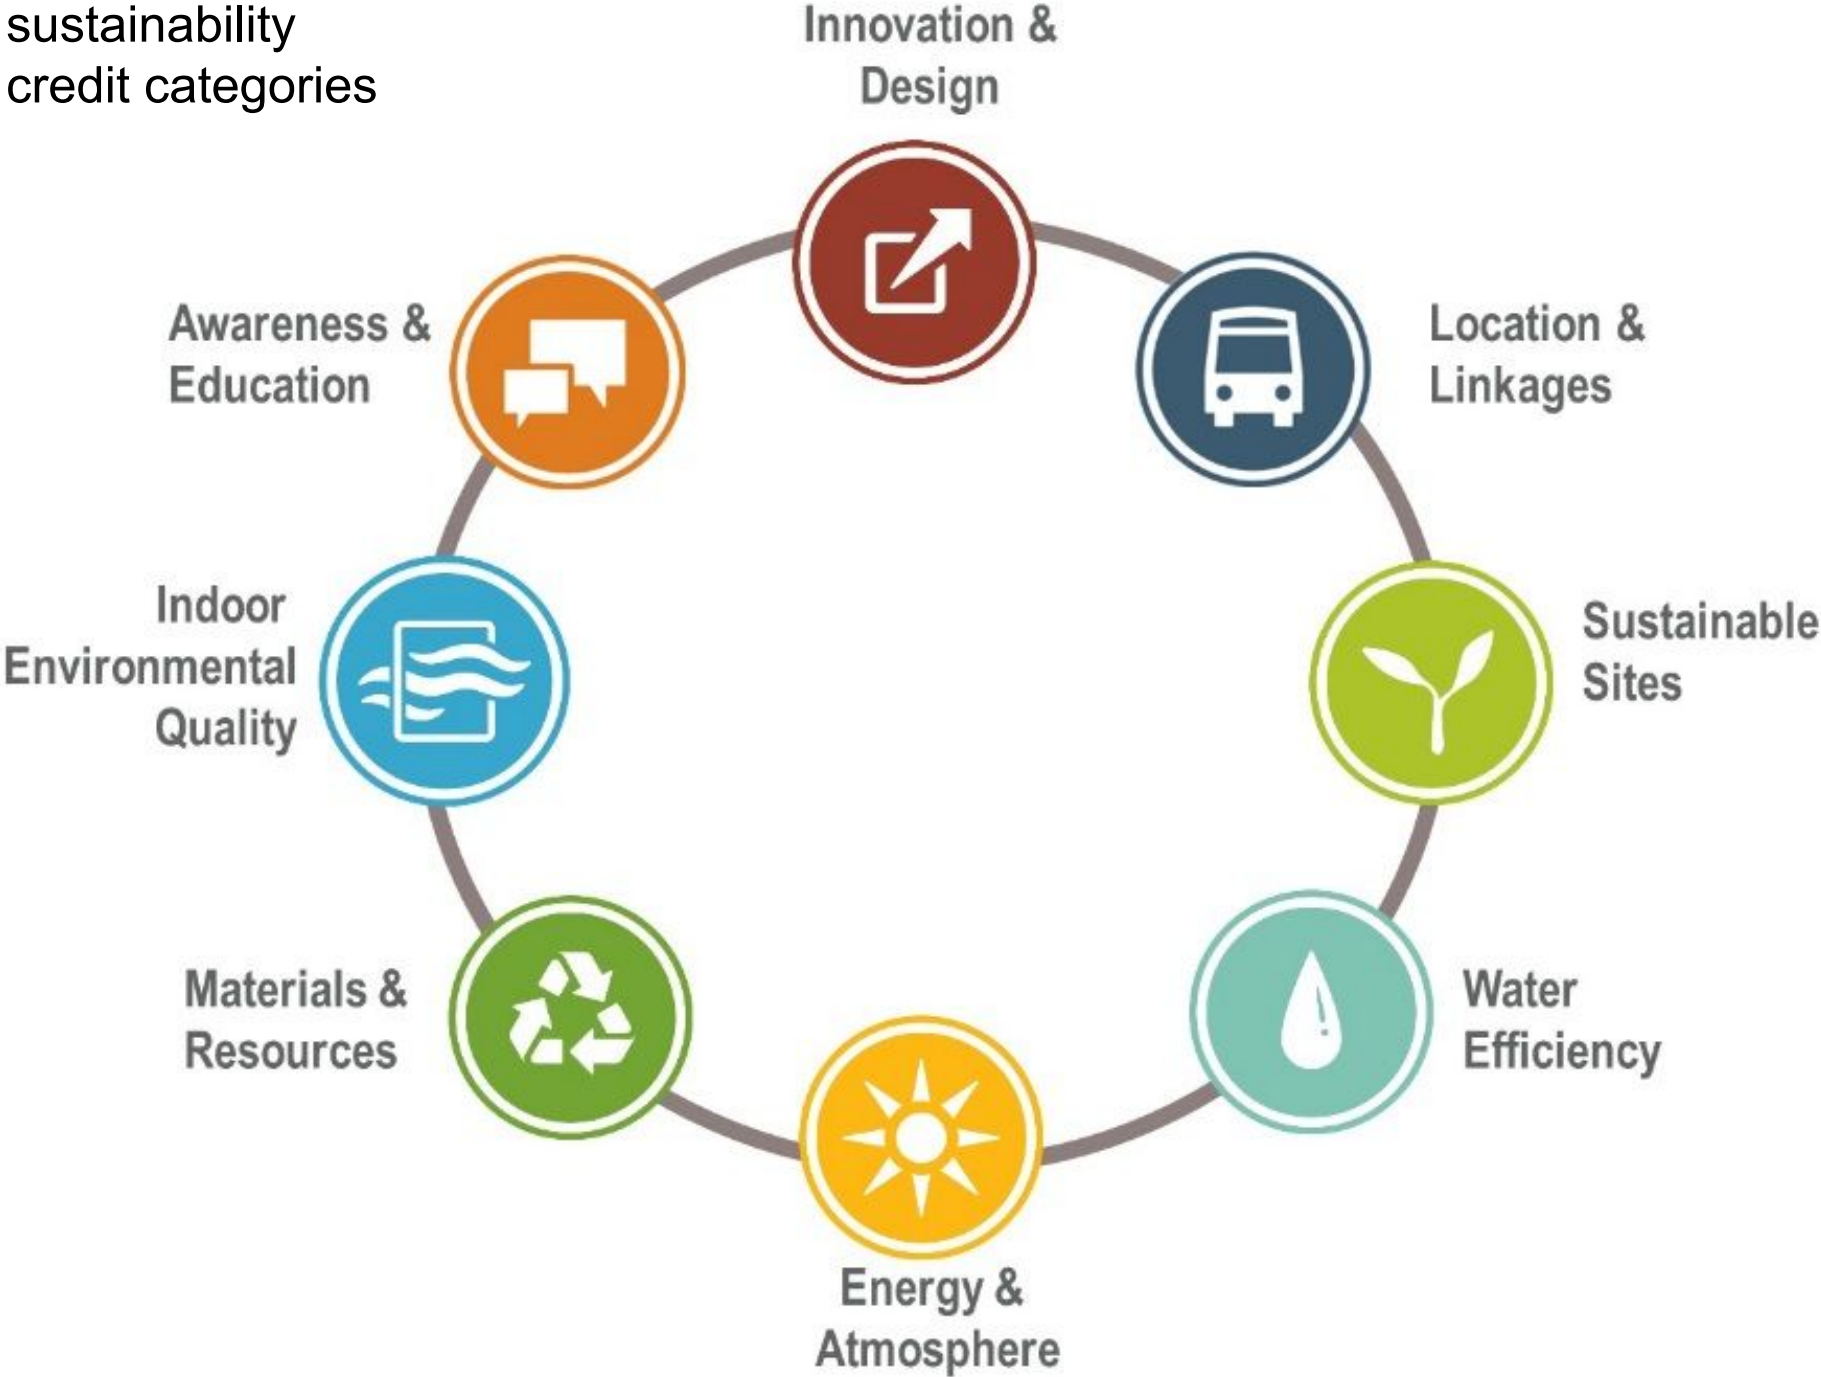 sustainability
credit categories
Innovation &
Design
Location &
Linkages
Sustainable
Sites
Water
Efficiency
Energy &
Atmosphere
Materials &
Resources
Indoor
Environmental
Quality
Awareness &
Education